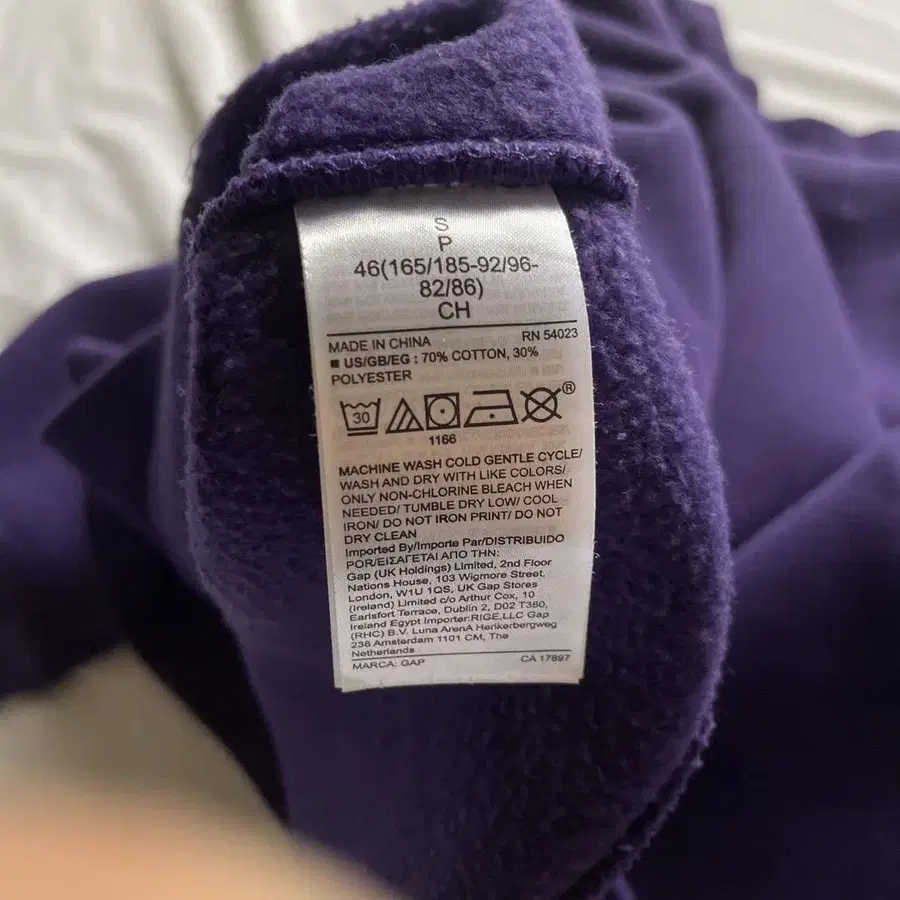 S
P
46(165/185-92/96-
82/86)
CH
MADE IN CHINA RN 54023
■ US/GB/EG : 70% COTTON, 30%
POLYESTER
30 ®
1166
MACHINE WASH COLD GENTLE CYCLE/
WASH AND DRY WITH LIKE COLORS/
ONLY NON-CHLORINE BLEACH WHEN
NEEDED/ TUMBLE DRY LOW/ COOL
IRON/ DO NOT IRON PRINT/ DO NOT
DRY CLEAN
Imported By/Importe Par/DISTRIBUIDO
POR/ΕΙΣΑΓΕΤΑΙ ΑΠΟ ΤΗΝ:
Gap (UK Holdings) Limited, 2nd Floor
Nations House, 103 Wigmore Street,
London, W1U 1QS, UK Gap Stores
(Ireland) Limited c/o Arthur Cox, 10
Earlsfort Terrace, Dublin 2, D02 T380,
Ireland Egypt Importer:RIGE,LLC Gap
(RHC) B.V. Luna ArenA Herikerbergweg
238 Amsterdam 1101 CM, The
Netherlands
MARCA: GAP CA 17897